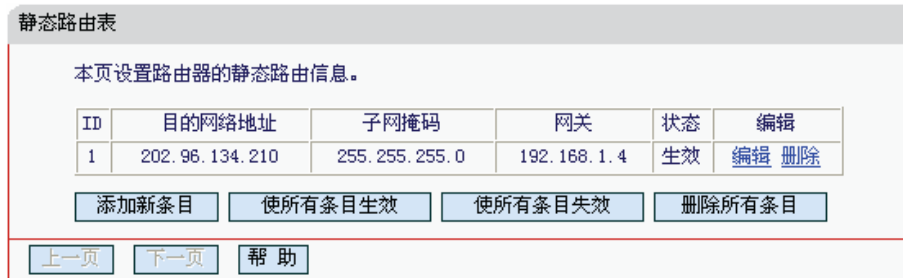 静态路由表
本页设置路由器的静态路由信息。
ID 目的网络地址 子网掩码 网关 状态 编辑
1 202.96.134.210 255.255.255.0 192.168.1.4 生效 编辑 删除
添加新条目 使所有条目生效 使所有条目失效 删除所有条目
上一页 下一页 帮 助